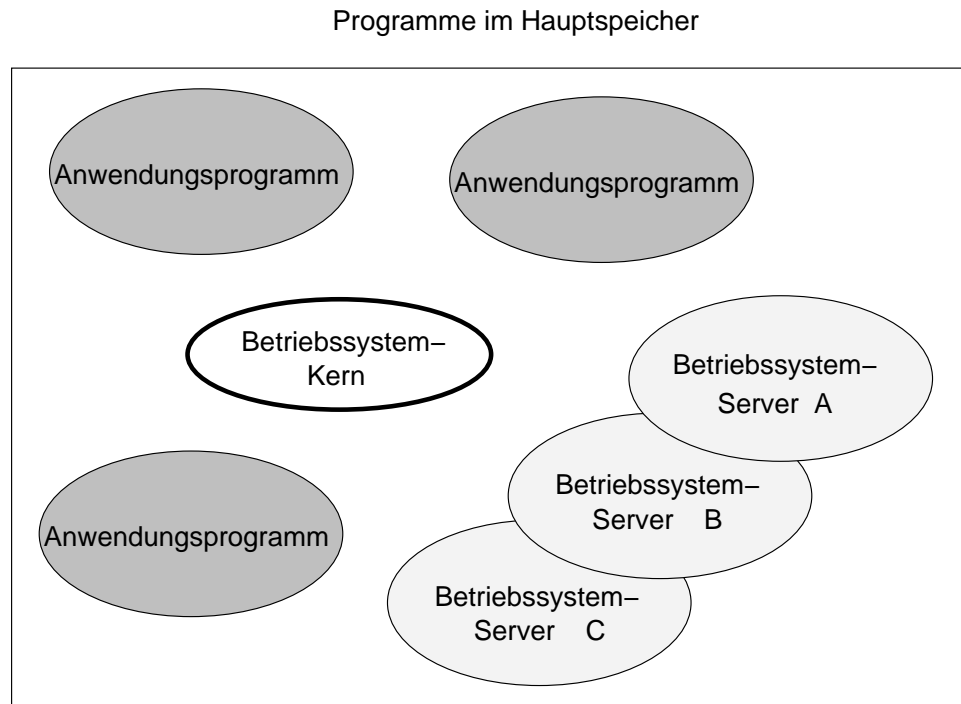 Programme im Hauptspeicher
Anwendungsprogramm
Anwendungsprogramm
Betriebssystem–
Kern
Betriebssystem–
Server A
Betriebssystem–
Server B
Anwendungsprogramm
Betriebssystem–
Server C